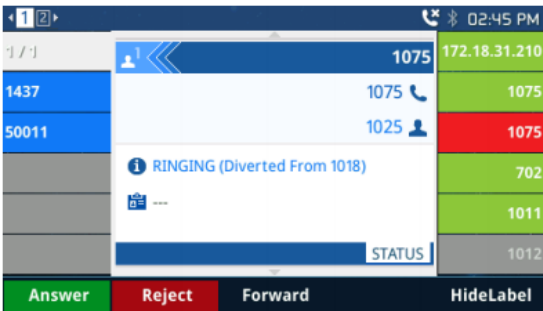 1 2 02:45 PM
1 1075 172.18.31.210
1437 1075 1075
50011 1025 1075
RINGING (Diverted From 1018) 702
--- 1011
STATUS 1012
Answer Reject Forward HideLabel